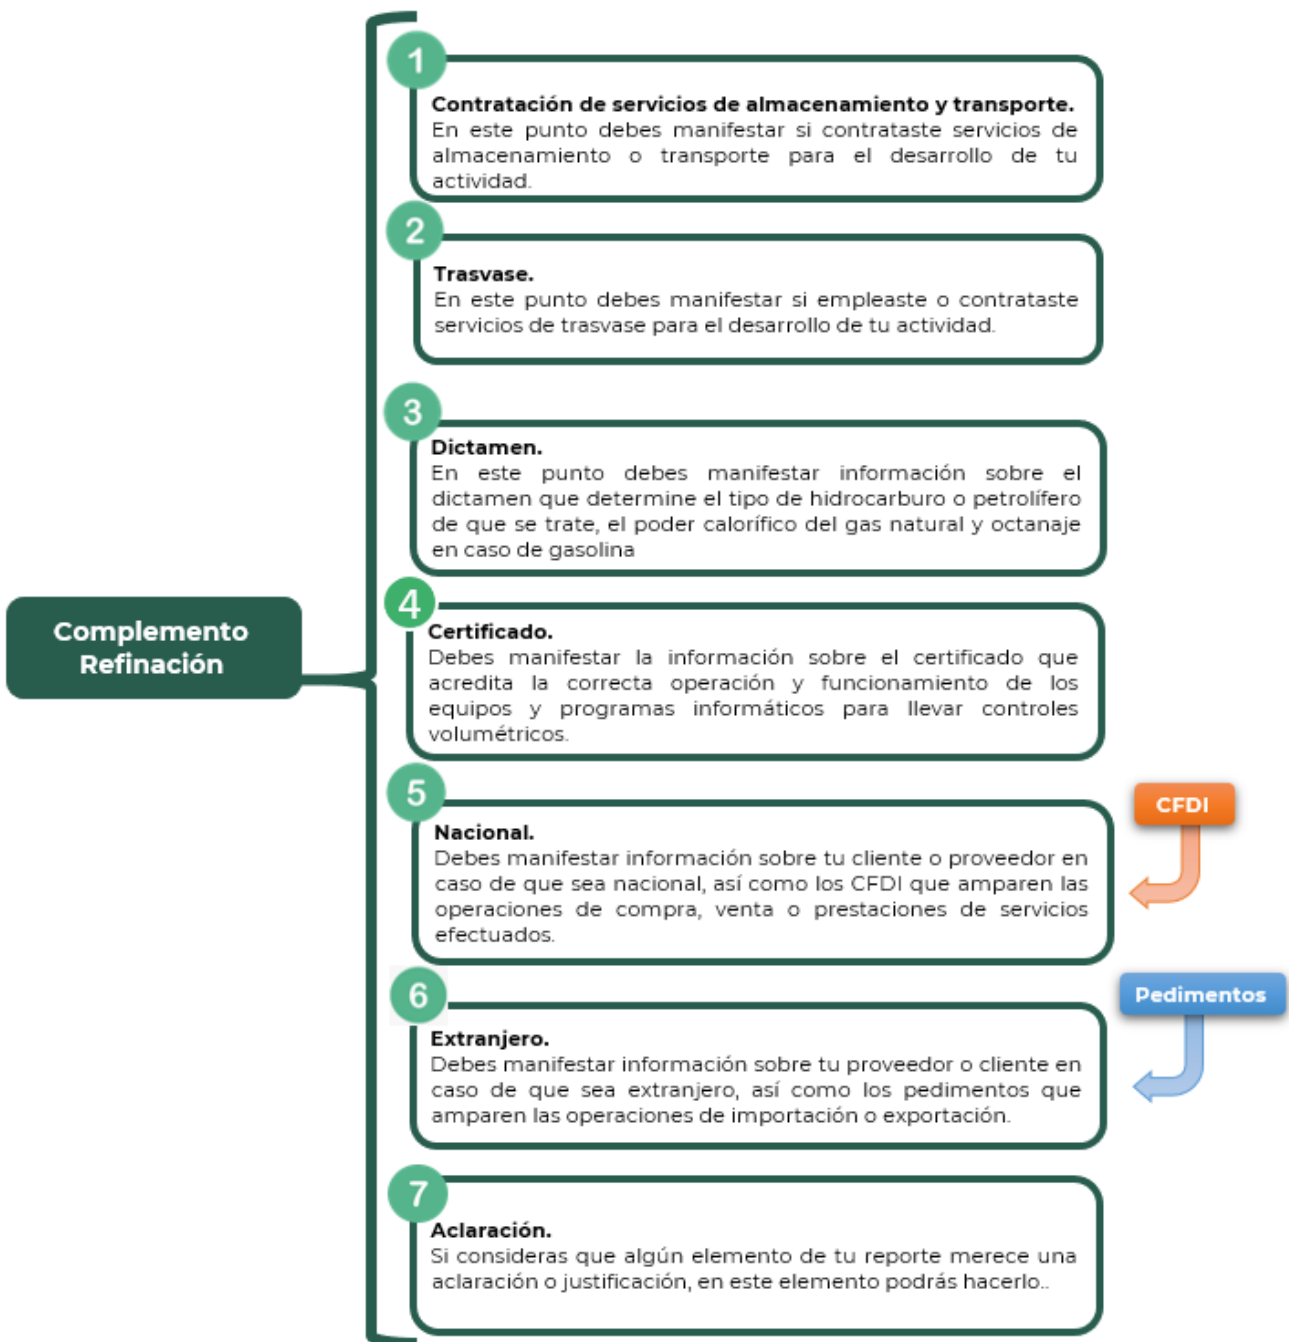 1
Contratación de servicios de almacenamiento y transporte.
En este punto debes manifestar si contrataste servicios de
almacenamiento o transporte para el desarrollo de tu
actividad.
2
Trasvase.
En este punto debes manifestar si empleaste o contrataste
servicios de trasvase para el desarrollo de tu actividad.
3
Dictamen.
En este punto debes manifestar información sobre el
dictamen que determine el tipo de hidrocarburo o petrolífero
de que se trate, el poder calorífico del gas natural y octanaje
en caso de gasolina
Complemento
Refinación
4
Certificado.
Debes manifestar la información sobre el certificado que
acredita la correcta operación y funcionamiento de los
equipos y programas informáticos para llevar controles
volumétricos.
5
Nacional.
Debes manifestar información sobre tu cliente o proveedor en
caso de que sea nacional, así como los CFDI que amparen las
operaciones de compra, venta o prestaciones de servicios
efectuados.
CFDI
6
Extranjero.
Debes manifestar información sobre tu proveedor o cliente en
caso de que sea extranjero, así como los pedimentos que
amparen las operaciones de importación o exportación.
Pedimentos
7
Aclaración.
Si consideras que algún elemento de tu reporte merece una
aclaración o justificación, en este elemento podrás hacerlo..